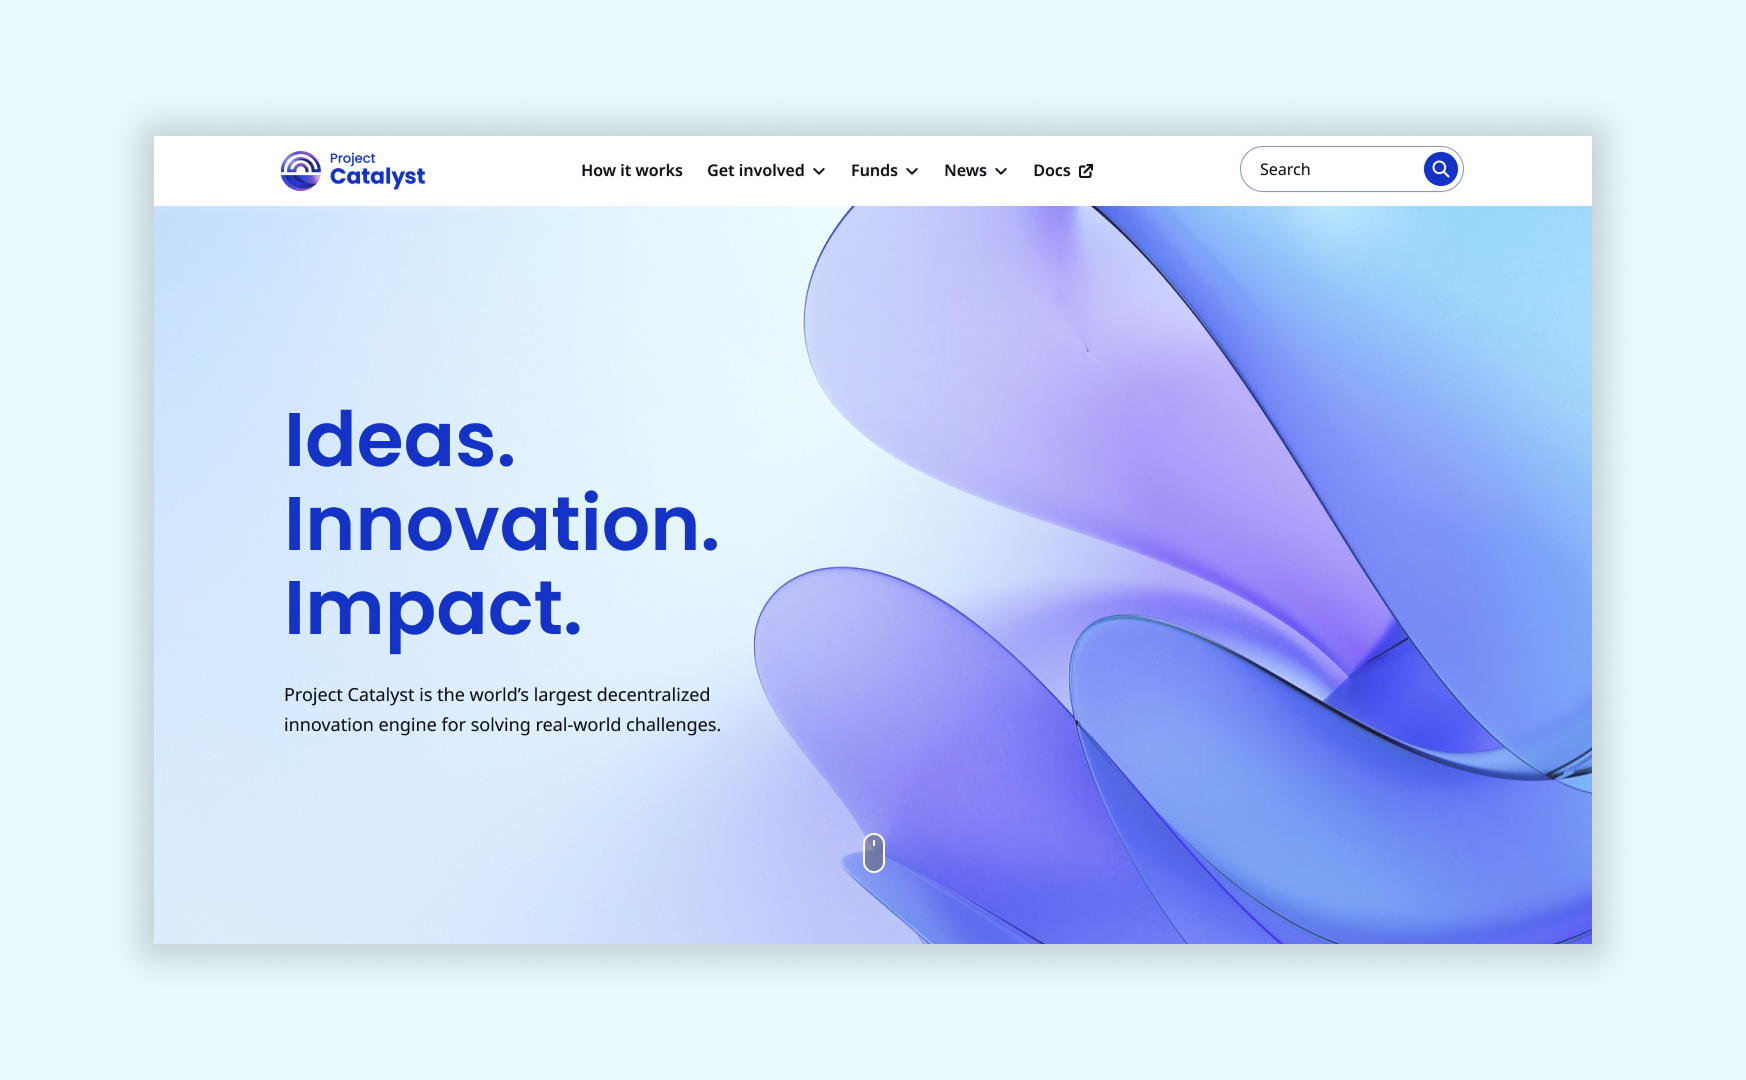 Project
Catalyst
How it works
Get involved
Funds
News
Docs
Search
Ideas.
Innovation.
Impact.
Project Catalyst is the world’s largest decentralized
innovation engine for solving real-world challenges.